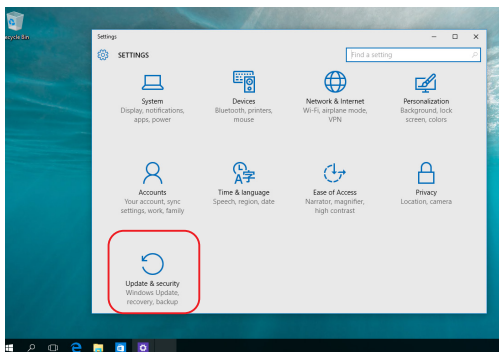 Recycle Bin
Settings
SETTINGS
Find a setting
System
Display, notifications,
apps, power
Devices
Bluetooth, printers,
mouse
Network & Internet
Wi-Fi, airplane mode,
VPN
Personalization
Background, lock
screen, colors
Accounts
Your account, sync
settings, work, family
Time & language
Speech, region, date
Ease of Access
Narrator, magnifier,
high contrast
Privacy
Location, camera
Update & security
Windows Update,
recovery, backup